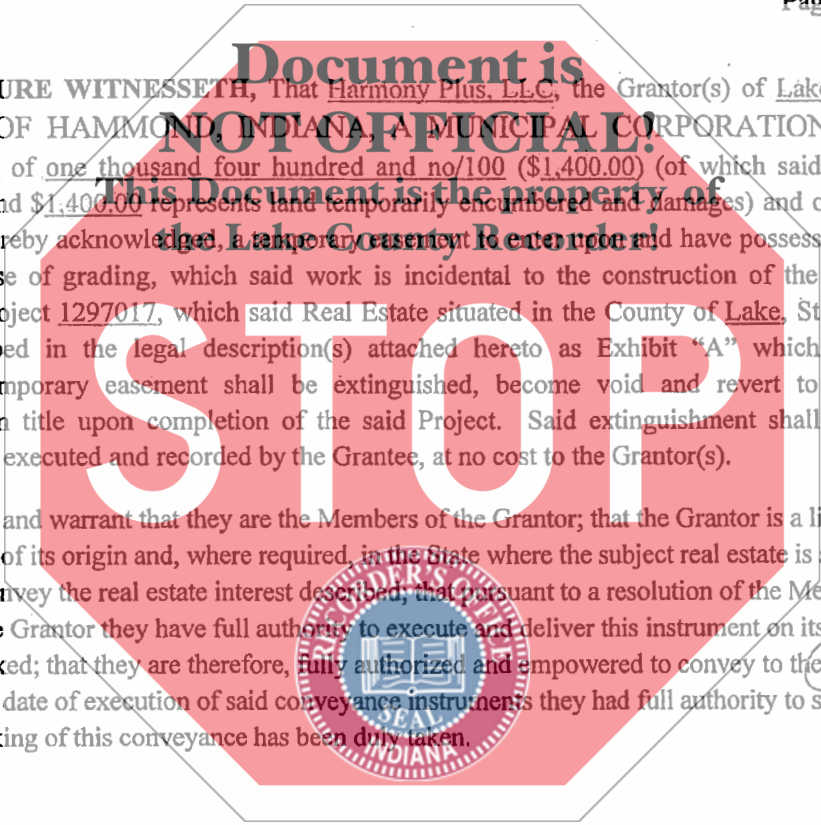 Pag
Document is
URE WITNESSETH, That Harmony Plus, LLC, the Grantor(s) of Lake
NOT OFFICIAL!
OF HAMMOND, INDIANA, A MUNICIPAL CORPORATION
of one thousand four hundred and no/100 ($1,400.00) (of which said
This Document is the property of
nd $1,400.00 represents land temporarily encumbered and damages) and
the Lake County Recorder!
reby acknowledged, a temporary easement to enter upon and have possess
se of grading, which said work is incidental to the construction of the
oject 1297017, which said Real Estate situated in the County of Lake, St
bed in the legal description(s) attached hereto as Exhibit “A” which
mporary easement shall be extinguished, become void and revert to
n title upon completion of the said Project. Said extinguishment shall
executed and recorded by the Grantee, at no cost to the Grantor(s).
STOP
and warrant that they are the Members of the Grantor; that the Grantor is a li
of its origin and, where required, in the State where the subject real estate is
nvey the real estate interest described; that pursuant to a resolution of the Me
e Grantor they have full authority to execute and deliver this instrument on its
ked; that they are therefore, fully authorized and empowered to convey to the
date of execution of said conveyance instruments they had full authority to s
king of this conveyance has been duly taken.
RECORDER'S OFFICE
SEAL
INDIANA